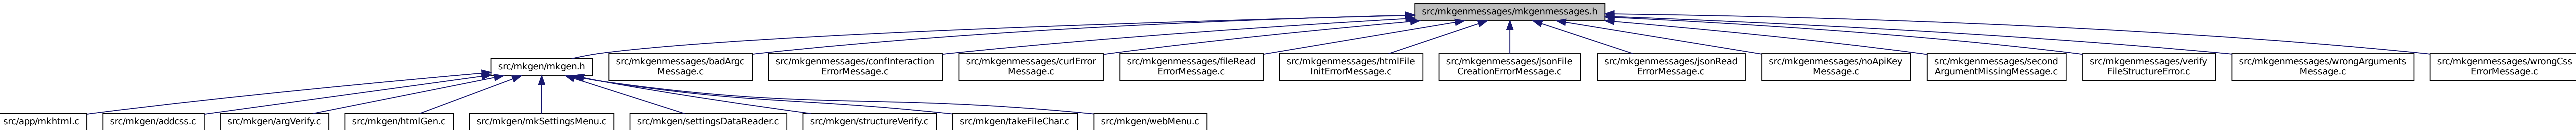 src/mkgenmessages/mkgenmessages.h
src/mkgen/mkgen.h
src/mkgenmessages/badArgc
Message.c
src/mkgenmessages/confInteraction
ErrorMessage.c
src/mkgenmessages/curlError
Message.c
src/mkgenmessages/fileRead
ErrorMessage.c
src/mkgenmessages/htmlFile
InitErrorMessage.c
src/mkgenmessages/jsonFile
CreationErrorMessage.c
src/mkgenmessages/jsonRead
ErrorMessage.c
src/mkgenmessages/noApiKey
Message.c
src/mkgenmessages/second
ArgumentMissingMessage.c
src/mkgenmessages/verify
FileStructureError.c
src/mkgenmessages/wrongArguments
Message.c
src/mkgenmessages/wrongCss
ErrorMessage.c
src/app/mkhtml.c
src/mkgen/addcss.c
src/mkgen/argVerify.c
src/mkgen/htmlGen.c
src/mkgen/mkSettingsMenu.c
src/mkgen/settingsDataReader.c
src/mkgen/structureVerify.c
src/mkgen/takeFileChar.c
src/mkgen/webMenu.c